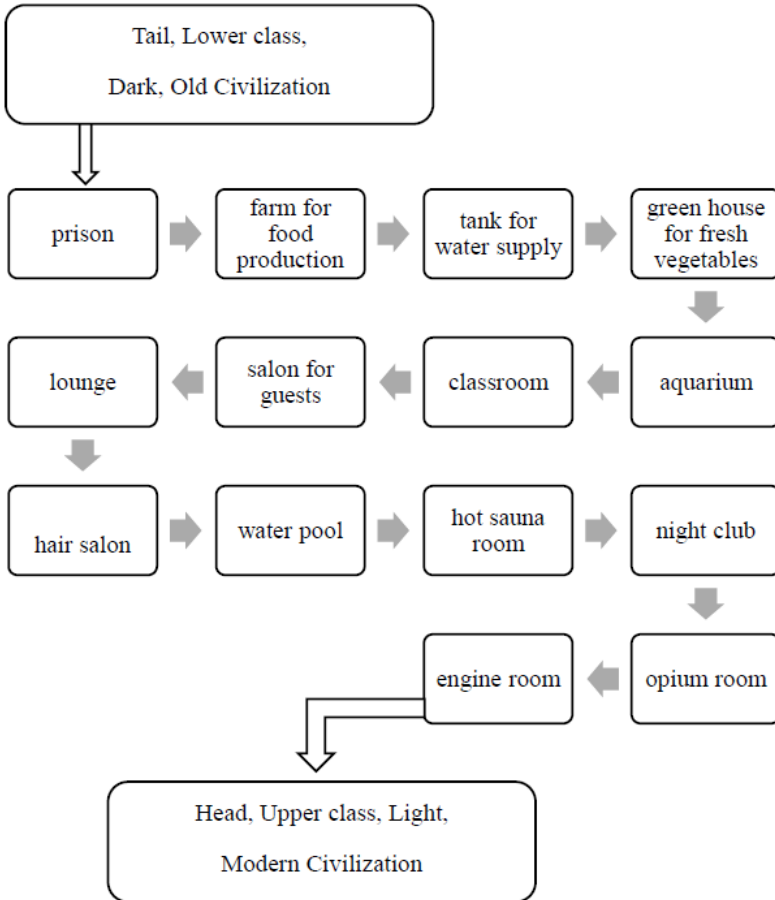 Tail, Lower class,
Dark, Old Civilization
prison
farm for
food
production
tank for
water supply
green house
for fresh
vegetables
aquarium
classroom
salon for
guests
lounge
hair salon
water pool
hot sauna
room
night club
opium room
engine room
Head, Upper class, Light,
Modern Civilization